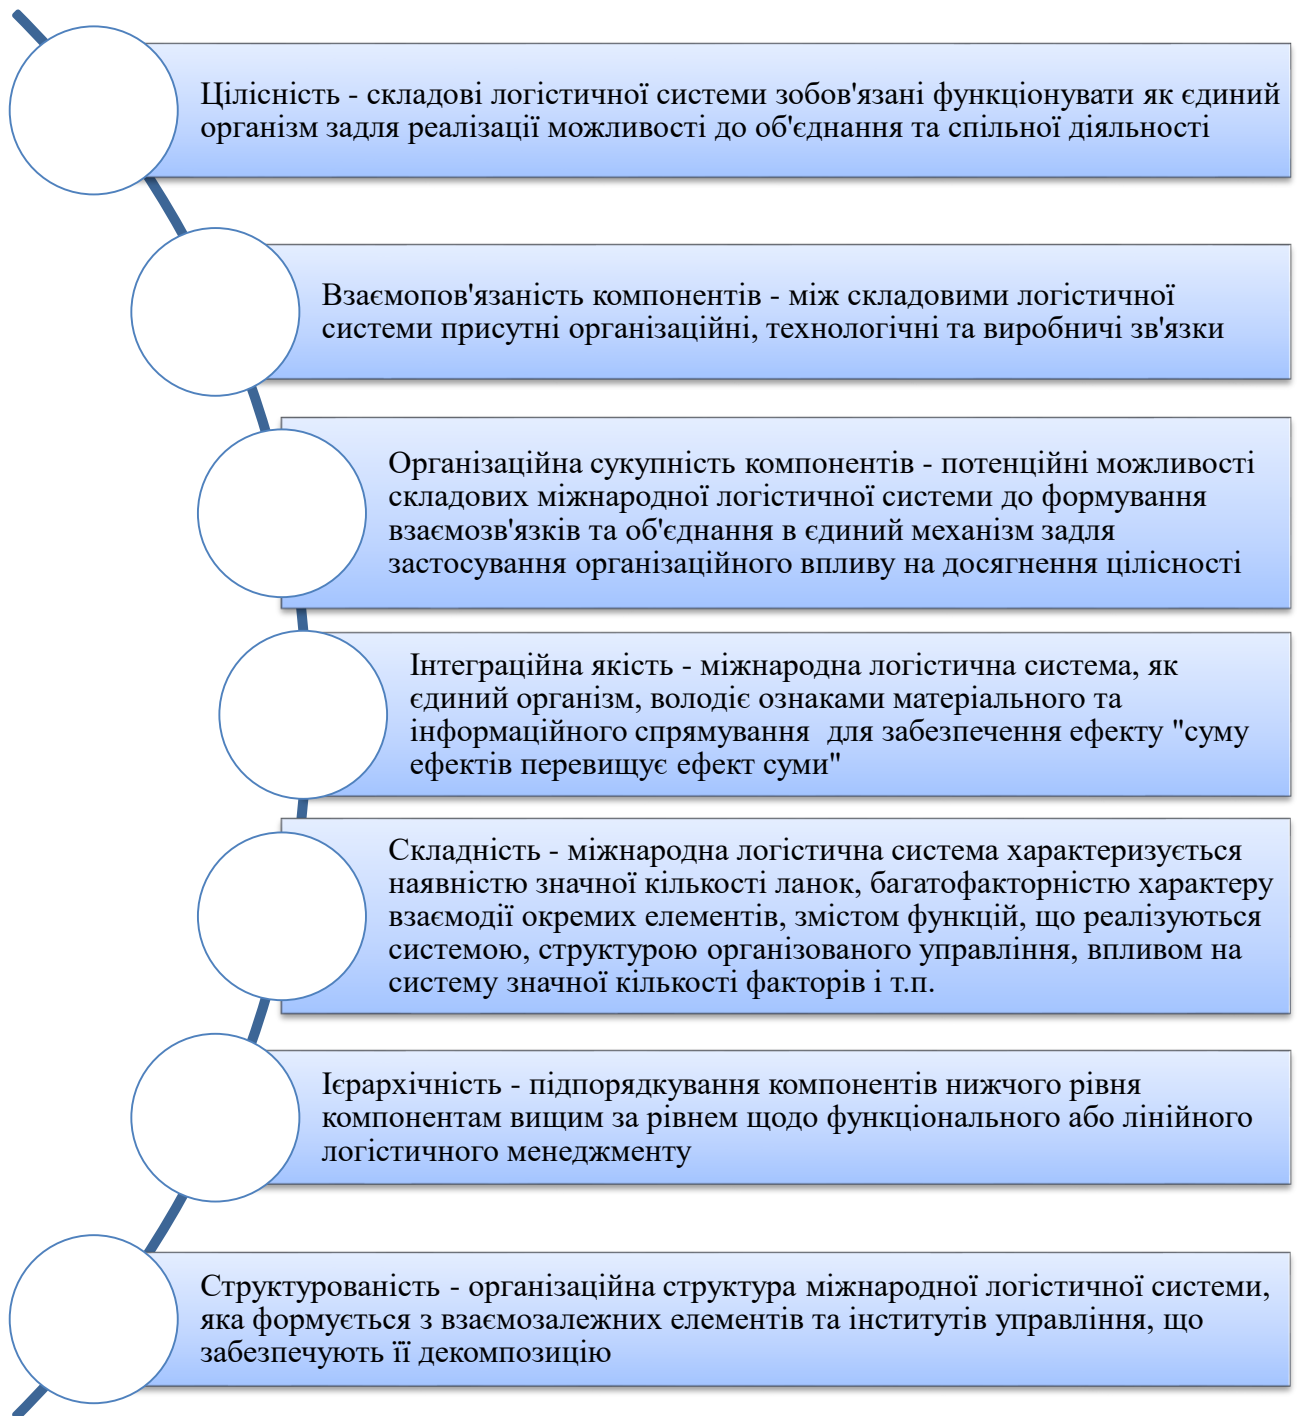 Цілісність - складові логістичної системи зобов'язані функціонувати як єдиний
організм задля реалізації можливості до об'єднання та спільної діяльності
Взаємопов'язаність компонентів - між складовими логістичної
системи присутні організаційні, технологічні та виробничі зв'язки
Організаційна сукупність компонентів - потенційні можливості
складових міжнародної логістичної системи до формування
взаємозв'язків та об'єднання в єдиний механізм задля
застосування організаційного впливу на досягнення цілісності
Інтеграційна якість - міжнародна логістична система, як
єдиний організм, володіє ознаками матеріального та
інформаційного спрямування  для забезпечення ефекту "суму
ефектів перевищує ефект суми"
Складність - міжнародна логістична система характеризується
наявністю значної кількості ланок, багатофакторністю характеру
взаємодії окремих елементів, змістом функцій, що реалізуються
системою, структурою організованого управління, впливом на
систему значної кількості факторів і т.п.
Ієрархічність - підпорядкування компонентів нижчого рівня
компонентам вищим за рівнем щодо функціонального або лінійного
логістичного менеджменту
Структурованість - організаційна структура міжнародної логістичної системи,
яка формується з взаємозалежних елементів та інститутів управління, що
забезпечують її декомпозицію